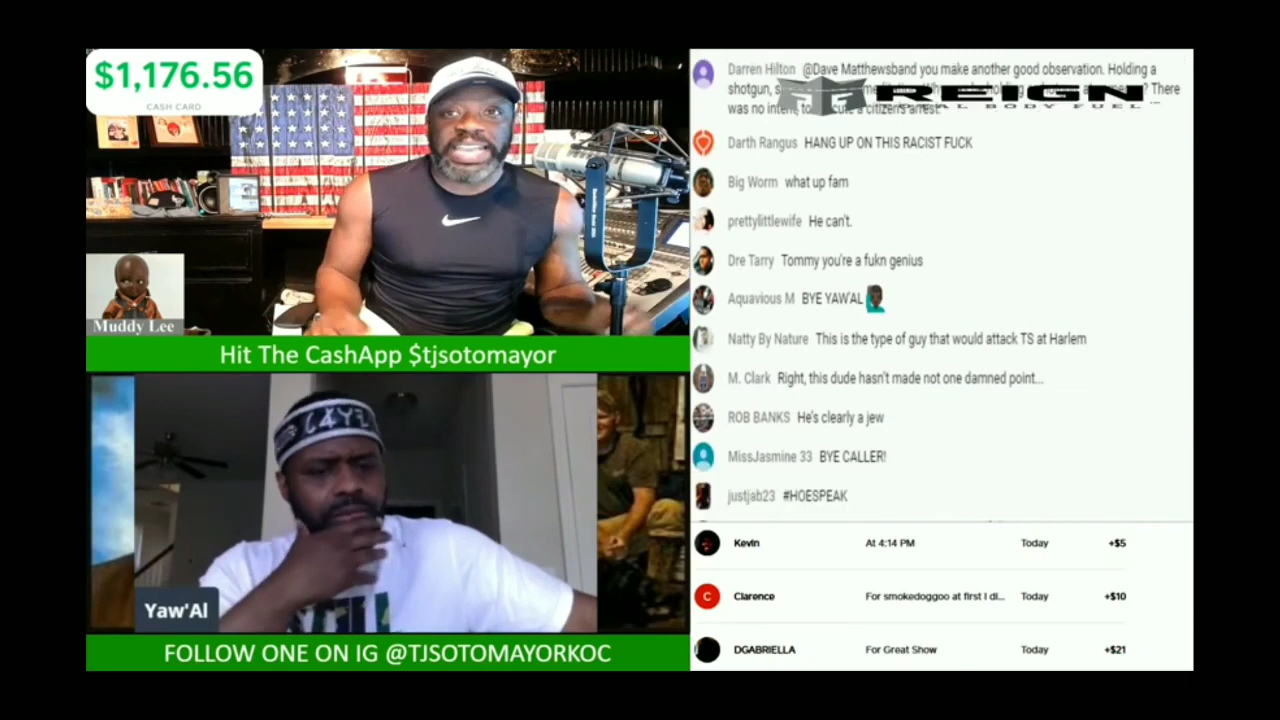 $1,176.56
CASH CARD
Muddy Lee
Hit The CashApp $tjsotomayor
Yaw'Al
FOLLOW ONE ON IG @TJSOTOMAYORKOC
REIGN
BODY FUEL
Darren Hilton @Dave Matthewsband you make another good observation. Holding a
shotgun, There
was no intent, citizen's arrest.
Darth Rangus HANG UP ON THIS RACIST FUCK
Big Worm what up fam
prettylittlewife He can't.
Dre Tarry Tommy you're a fukn genius
Aquavious M BYE YAW'AL
Natty By Nature This is the type of guy that would attack TS at Harlem
M. Clark Right, this dude hasn't made not one damned point...
ROB BANKS He's clearly a jew
MissJasmine 33 BYE CALLER!
justjab23 #HOESPEAK
Kevin At 4:14 PM Today +$5
C Clarence For smokedoggoo at first I di... Today +$10
DGABRIELLA For Great Show Today +$21